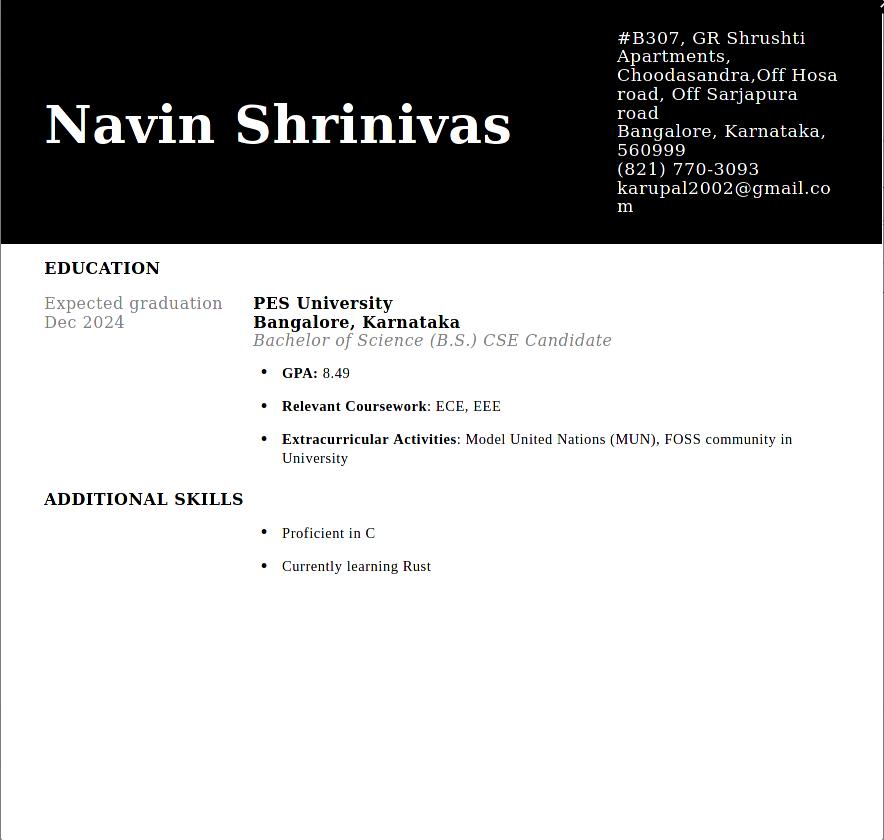 Navin Shrinivas
#B307, GR Shrushti
Apartments,
Choodasandra,Off Hosa
road, Off Sarjapura
road
Bangalore, Karnataka,
560999
(821) 770-3093
karupal2002@gmail.co
m
EDUCATION
Expected graduation
Dec 2024
PES University
Bangalore, Karnataka
Bachelor of Science (B.S.) CSE Candidate
• GPA: 8.49
• Relevant Coursework: ECE, EEE
• Extracurricular Activities: Model United Nations (MUN), FOSS community in
University
ADDITIONAL SKILLS
• Proficient in C
• Currently learning Rust